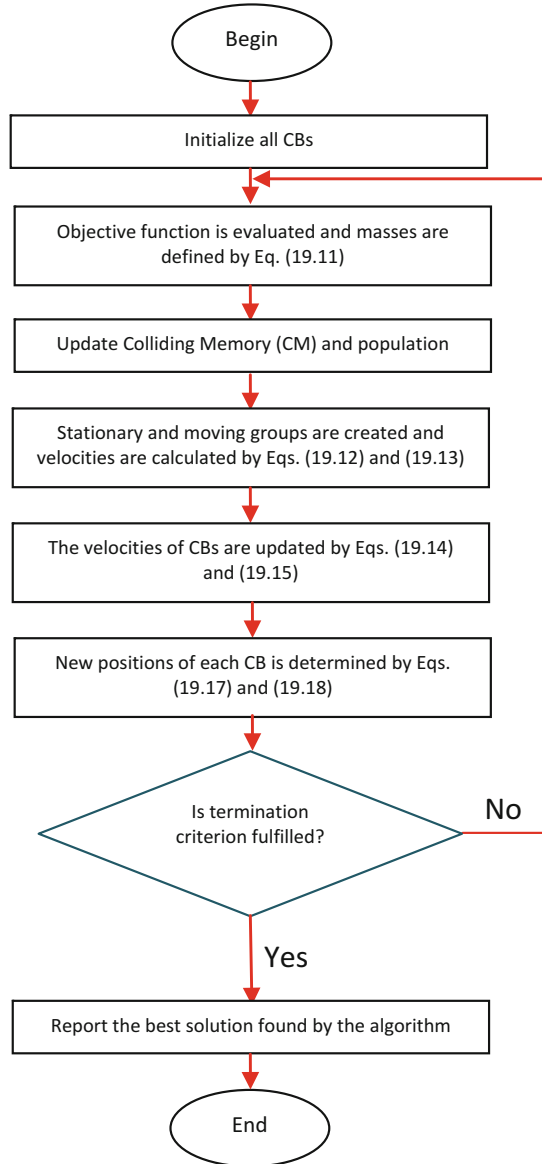 Begin
Initialize all CBs
Objective function is evaluated and masses are
defined by Eq. (19.11)
Update Colliding Memory (CM) and population
Stationary and moving groups are created and
velocities are calculated by Eqs. (19.12) and (19.13)
The velocities of CBs are updated by Eqs. (19.14)
and (19.15)
New positions of each CB is determined by Eqs.
(19.17) and (19.18)
Is termination
criterion fulfilled?
No
Yes
Report the best solution found by the algorithm
End